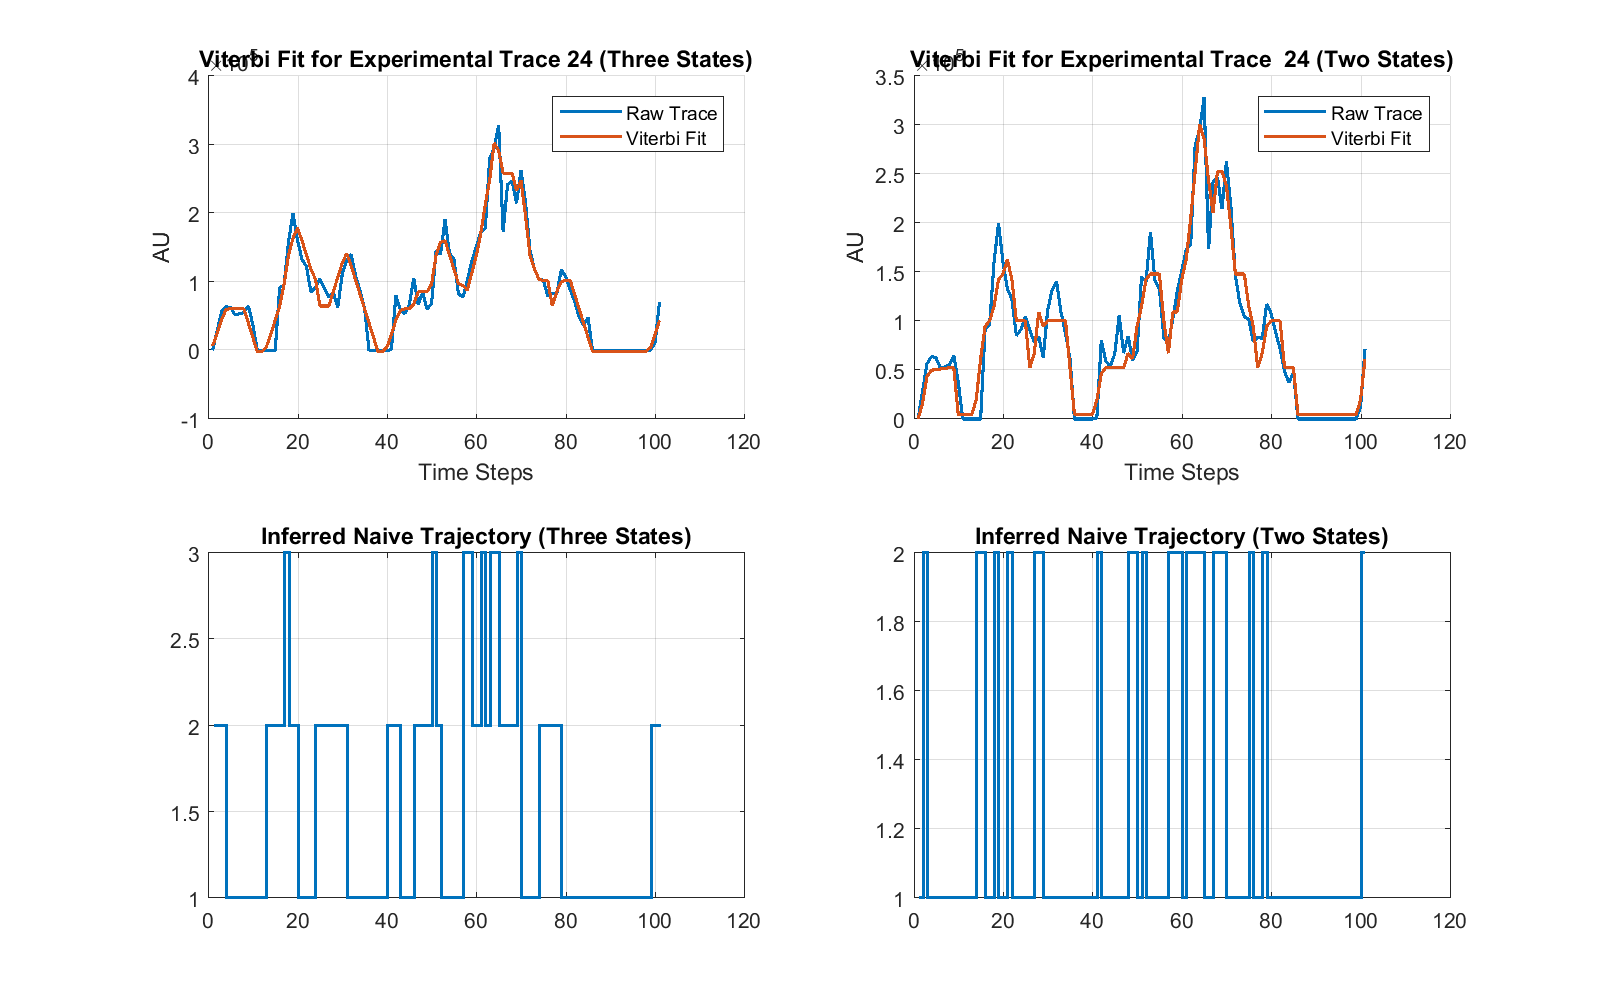 Viterbi Fit for Experimental Trace 24 (Three States)
×10^5
4
3
2
1
0
-1
AU
Raw Trace
Viterbi Fit
0 20 40 60 80 100 120
Time Steps
Viterbi Fit for Experimental Trace  24 (Two States)
×10^5
3.5
3
2.5
2
1.5
1
0.5
0
AU
Raw Trace
Viterbi Fit
0 20 40 60 80 100 120
Time Steps
Inferred Naive Trajectory (Three States)
3
2.5
2
1.5
1
0 20 40 60 80 100 120
Inferred Naive Trajectory (Two States)
2
1.8
1.6
1.4
1.2
1
0 20 40 60 80 100 120